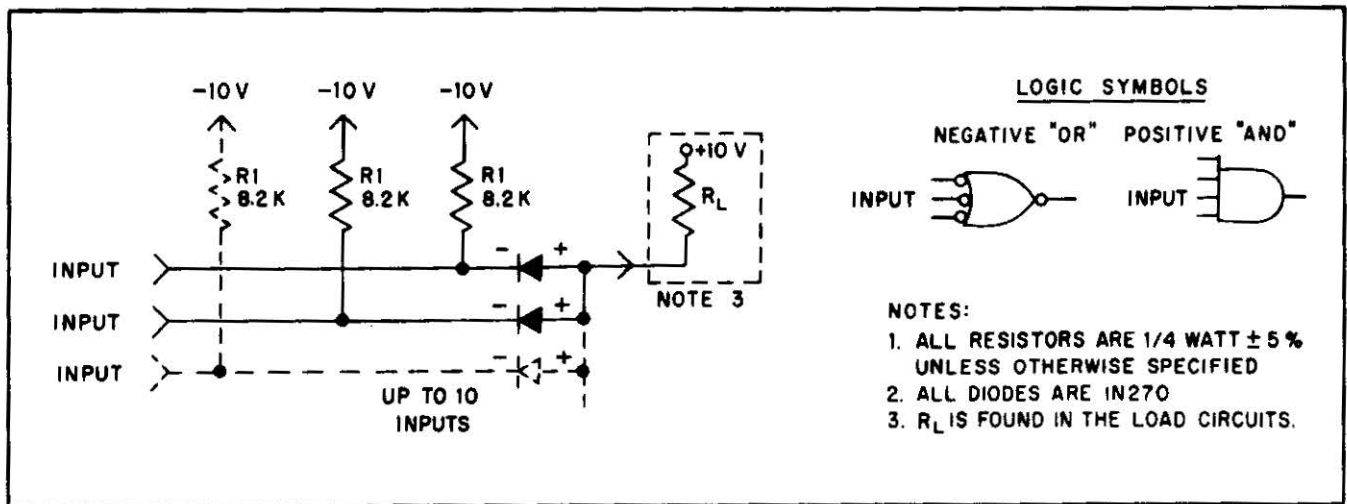 -10 V -10 V -10 V
R1
8.2 K
R1
8.2 K
R1
8.2 K
+10 V
RL
NOTE 3
INPUT
INPUT
INPUT
- +
- +
- +
UP TO 10
INPUTS
LOGIC SYMBOLS
NEGATIVE "OR" POSITIVE "AND"
INPUT INPUT
NOTES:
1. ALL RESISTORS ARE 1/4 WATT ± 5 %
UNLESS OTHERWISE SPECIFIED
2. ALL DIODES ARE IN270
3. RL IS FOUND IN THE LOAD CIRCUITS.